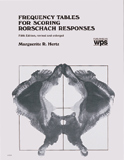 FREQUENCY TABLES
FOR SCORING
RORSCHACH RESPONSES
Fifth Edition, revised and enlarged
wps
Marguerite R. Hertz